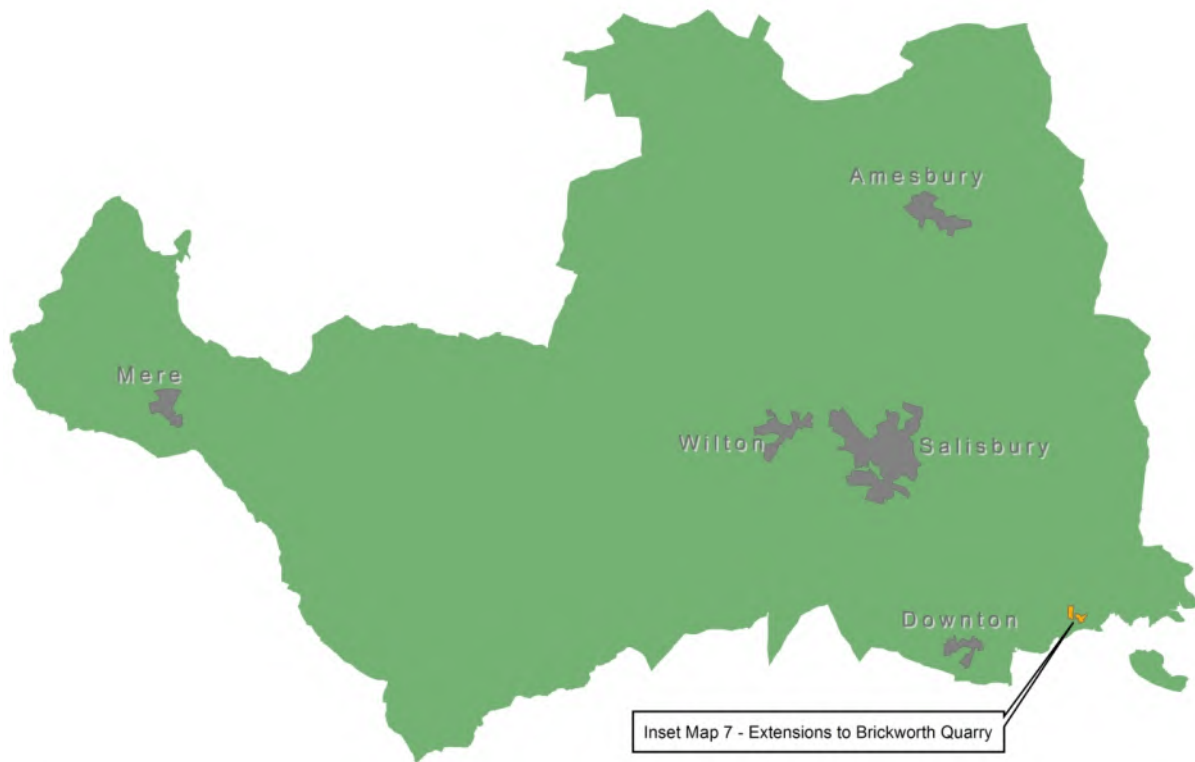 Amesbury
Mere
Wilton
Salisbury
Downton
Inset Map 7 - Extensions to Brickworth Quarry